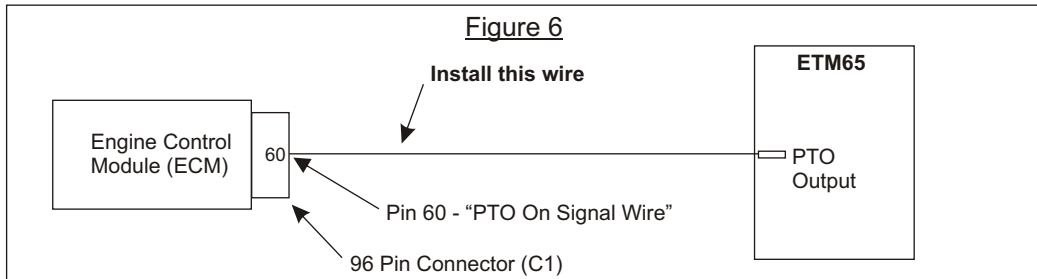 Figure 6
Install this wire
ETM65
Engine Control
Module (ECM)
60
PTO
Output
Pin 60 - “PTO On Signal Wire”
96 Pin Connector (C1)